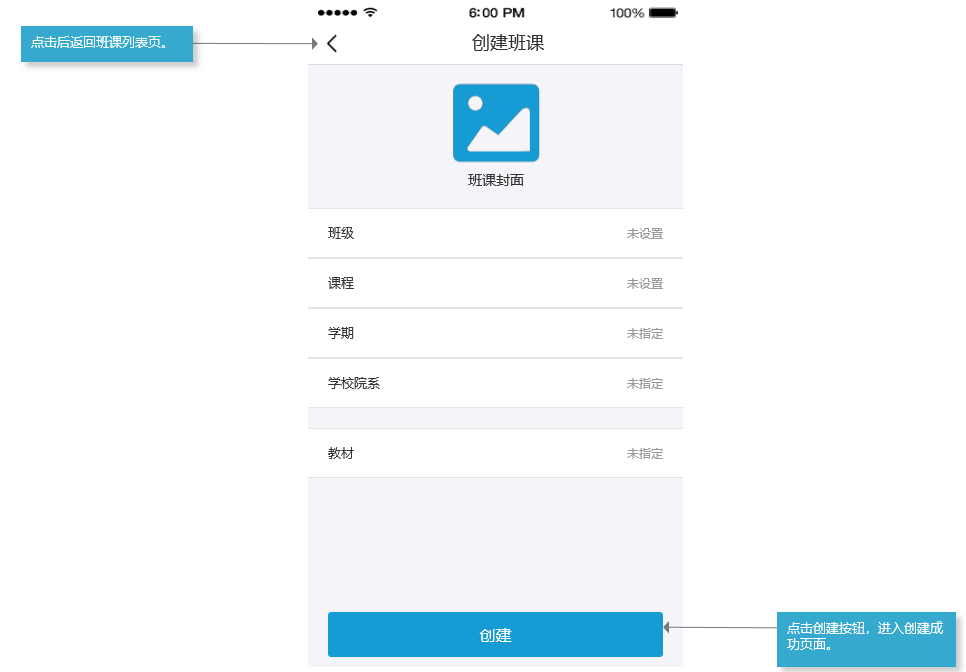 6:00 PM 100%
点击后返回班课列表页。
创建班课
班课封面
班级 未设置
课程 未设置
学期 未指定
学校院系 未指定
教材 未指定
创建
点击创建按钮，进入创建成
功页面。